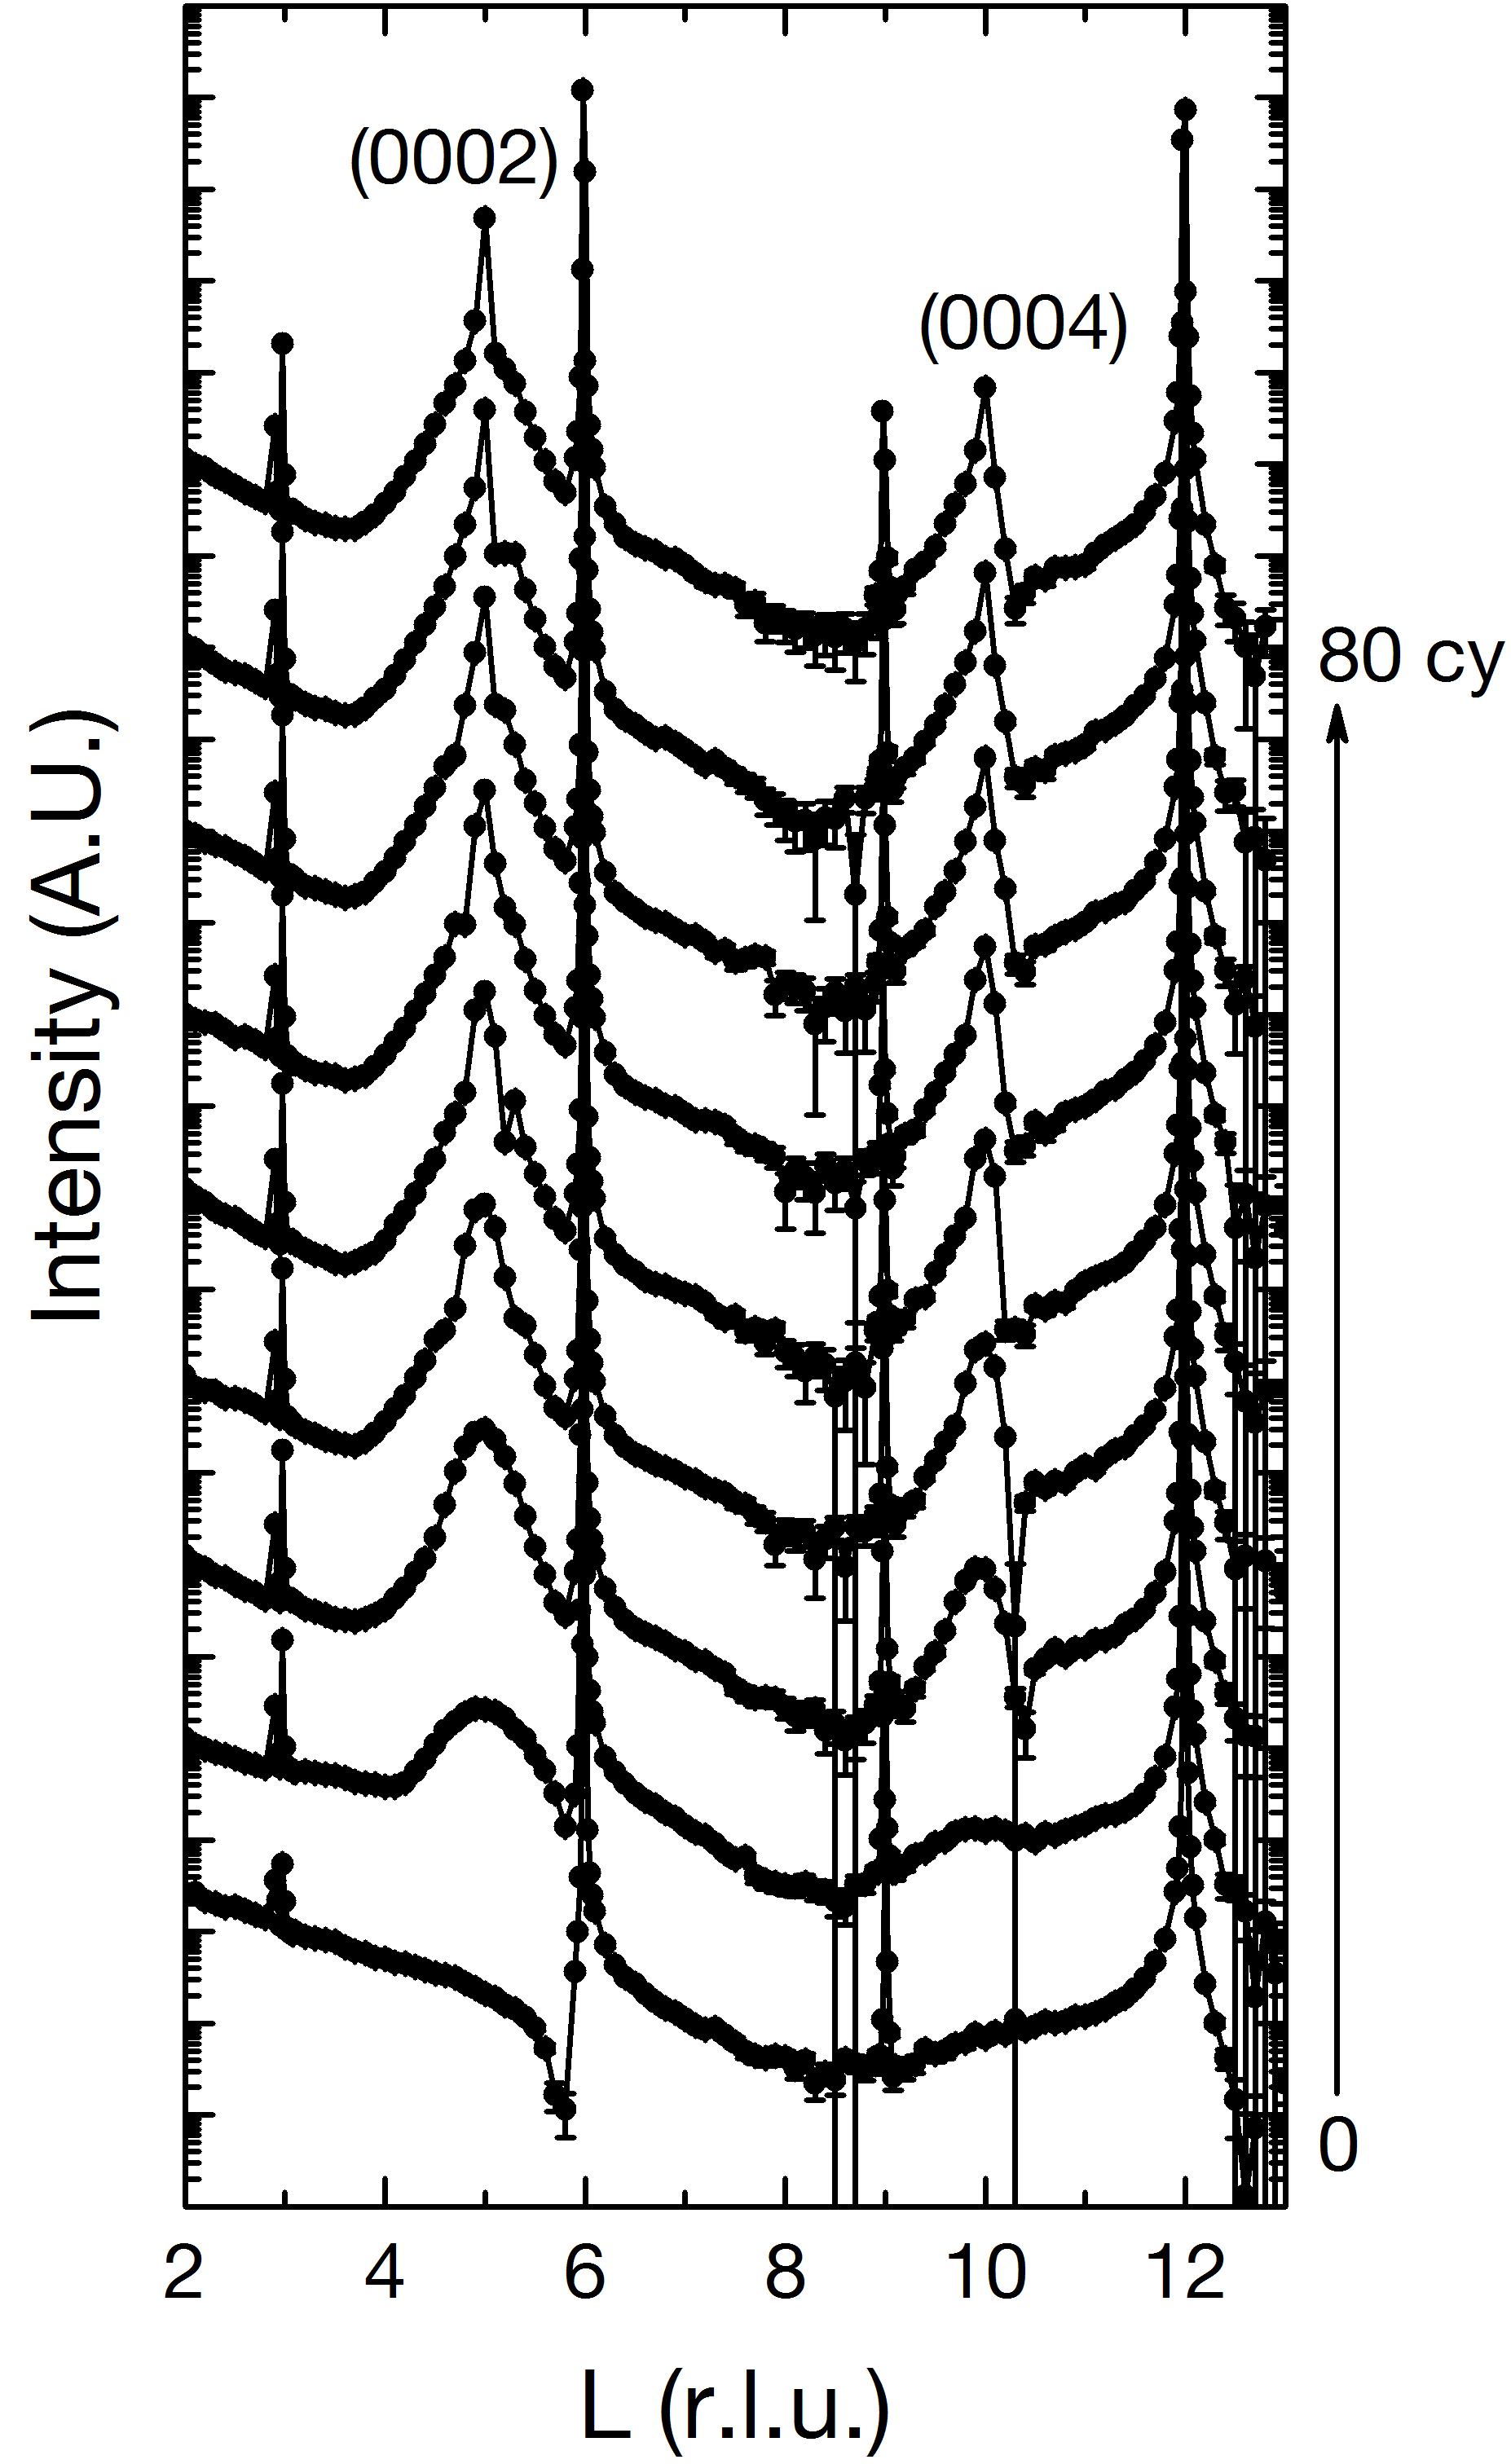 (0002)
(0004)
80 cy
0
Intensity (A.U.)
2 4 6 8 10 12
L (r.l.u.)